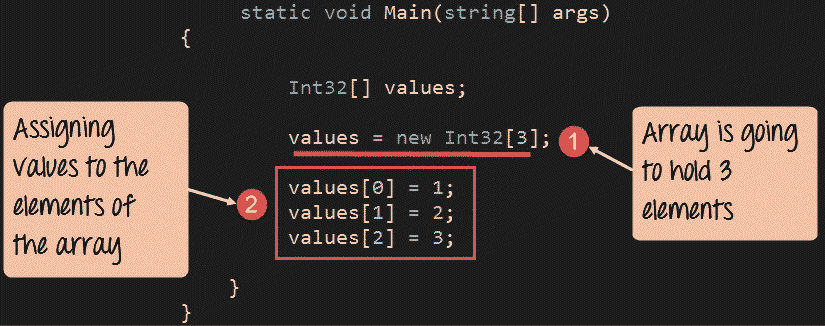 static void Main(string[] args)
{
Int32[] values;
values = new Int32[3];
1
Array is going
to hold 3
elements
Assigning
values to the
elements of
the array
2
values[0] = 1;
values[1] = 2;
values[2] = 3;
}
}